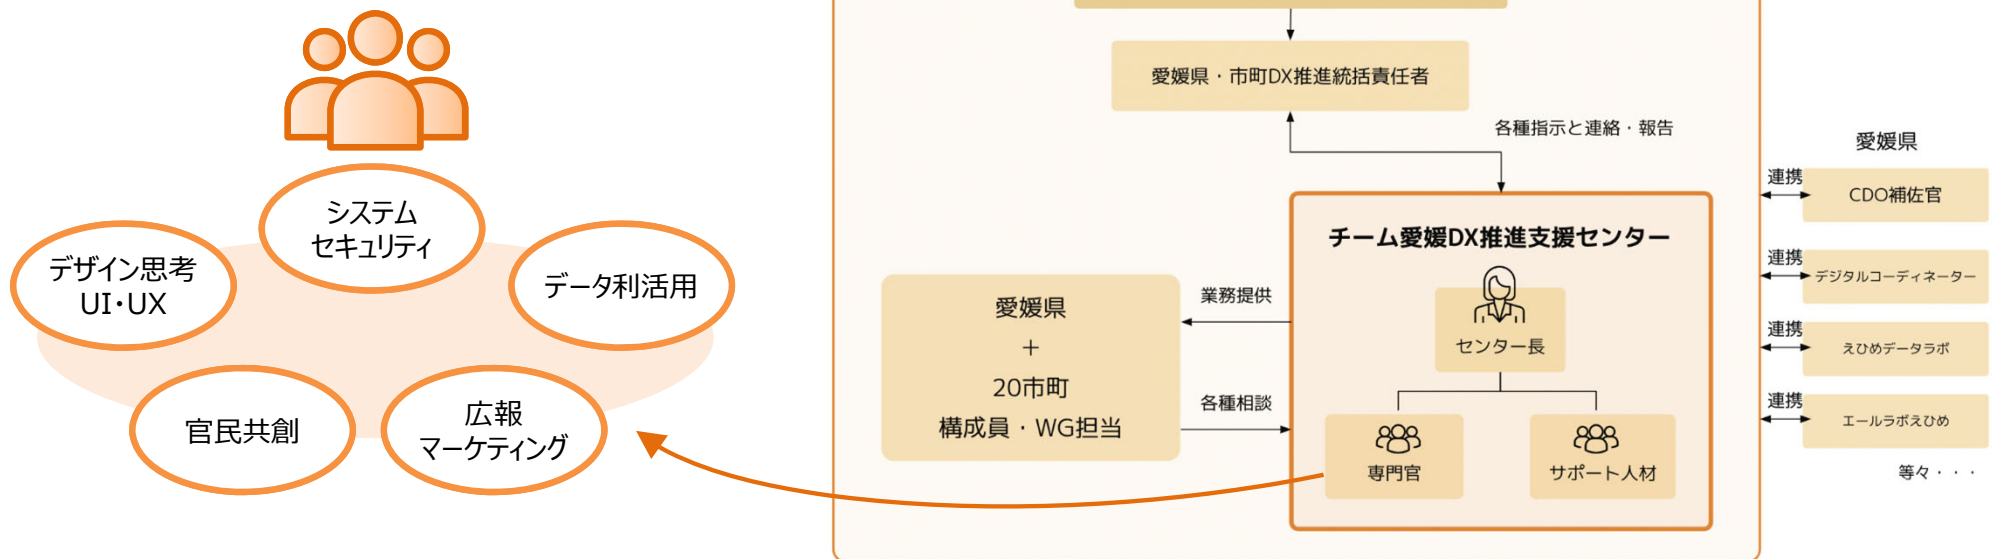 システム
セキュリティ
デザイン思考
UI・UX
データ利活用
官民共創
広報
マーケティング
愛媛県・市町DX推進統括責任者
各種指示と連絡・報告
チーム愛媛DX推進支援センター
センター長
専門官
サポート人材
業務提供
各種相談
愛媛県
+
20市町
構成員・WG担当
愛媛県
連携
CDO補佐官
連携
デジタルコーディネーター
連携
えひめデータラボ
連携
エールラボえひめ
等々・・・